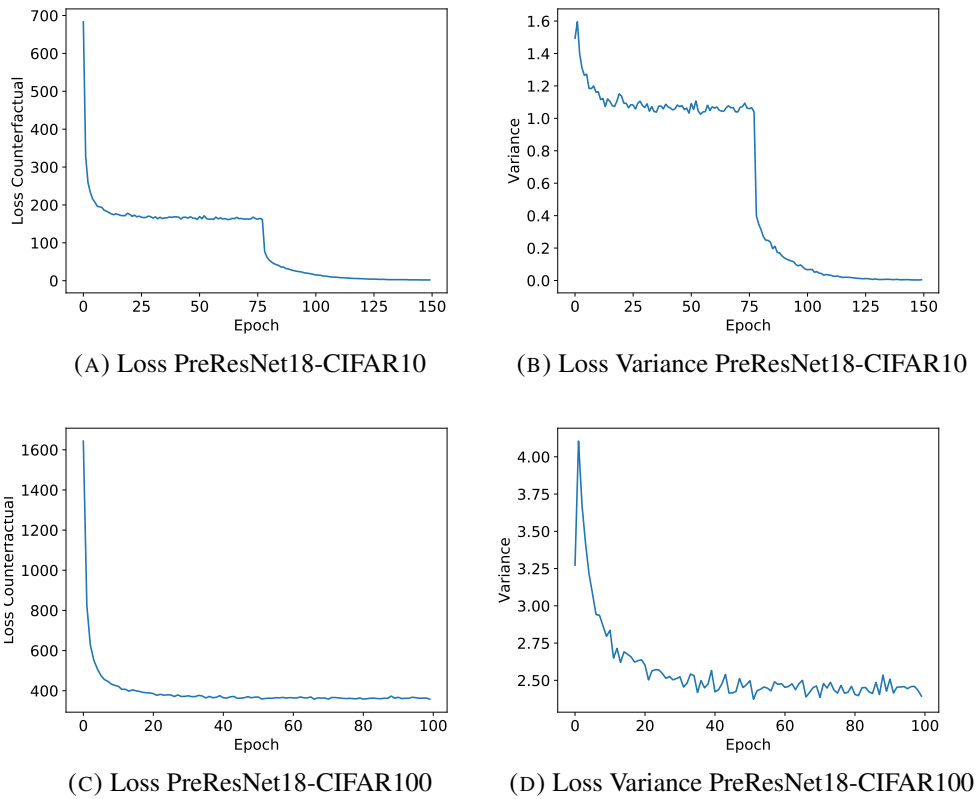 700
600
500
400
300
200
100
0
Loss Counterfactual
0 25 50 75 100 125 150
Epoch
(A) Loss PreResNet18-CIFAR10
1.6
1.4
1.2
1.0
0.8
0.6
0.4
0.2
0.0
Variance
0 25 50 75 100 125 150
Epoch
(B) Loss Variance PreResNet18-CIFAR10
1600
1400
1200
1000
800
600
400
Loss Counterfactual
0 20 40 60 80 100
Epoch
(C) Loss PreResNet18-CIFAR100
4.00
3.75
3.50
3.25
3.00
2.75
2.50
Variance
0 20 40 60 80 100
Epoch
(D) Loss Variance PreResNet18-CIFAR100